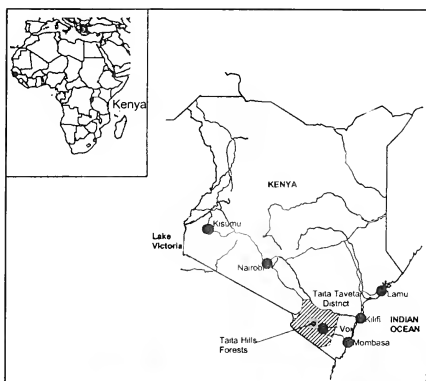 Kenya
KENYA
Lake
Victoria
Kisumu
Nairobi
Taita Taveta
District
Lamu
Kilifi
INDIAN
OCEAN
Voi
Taita Hills
Forests
Mombasa